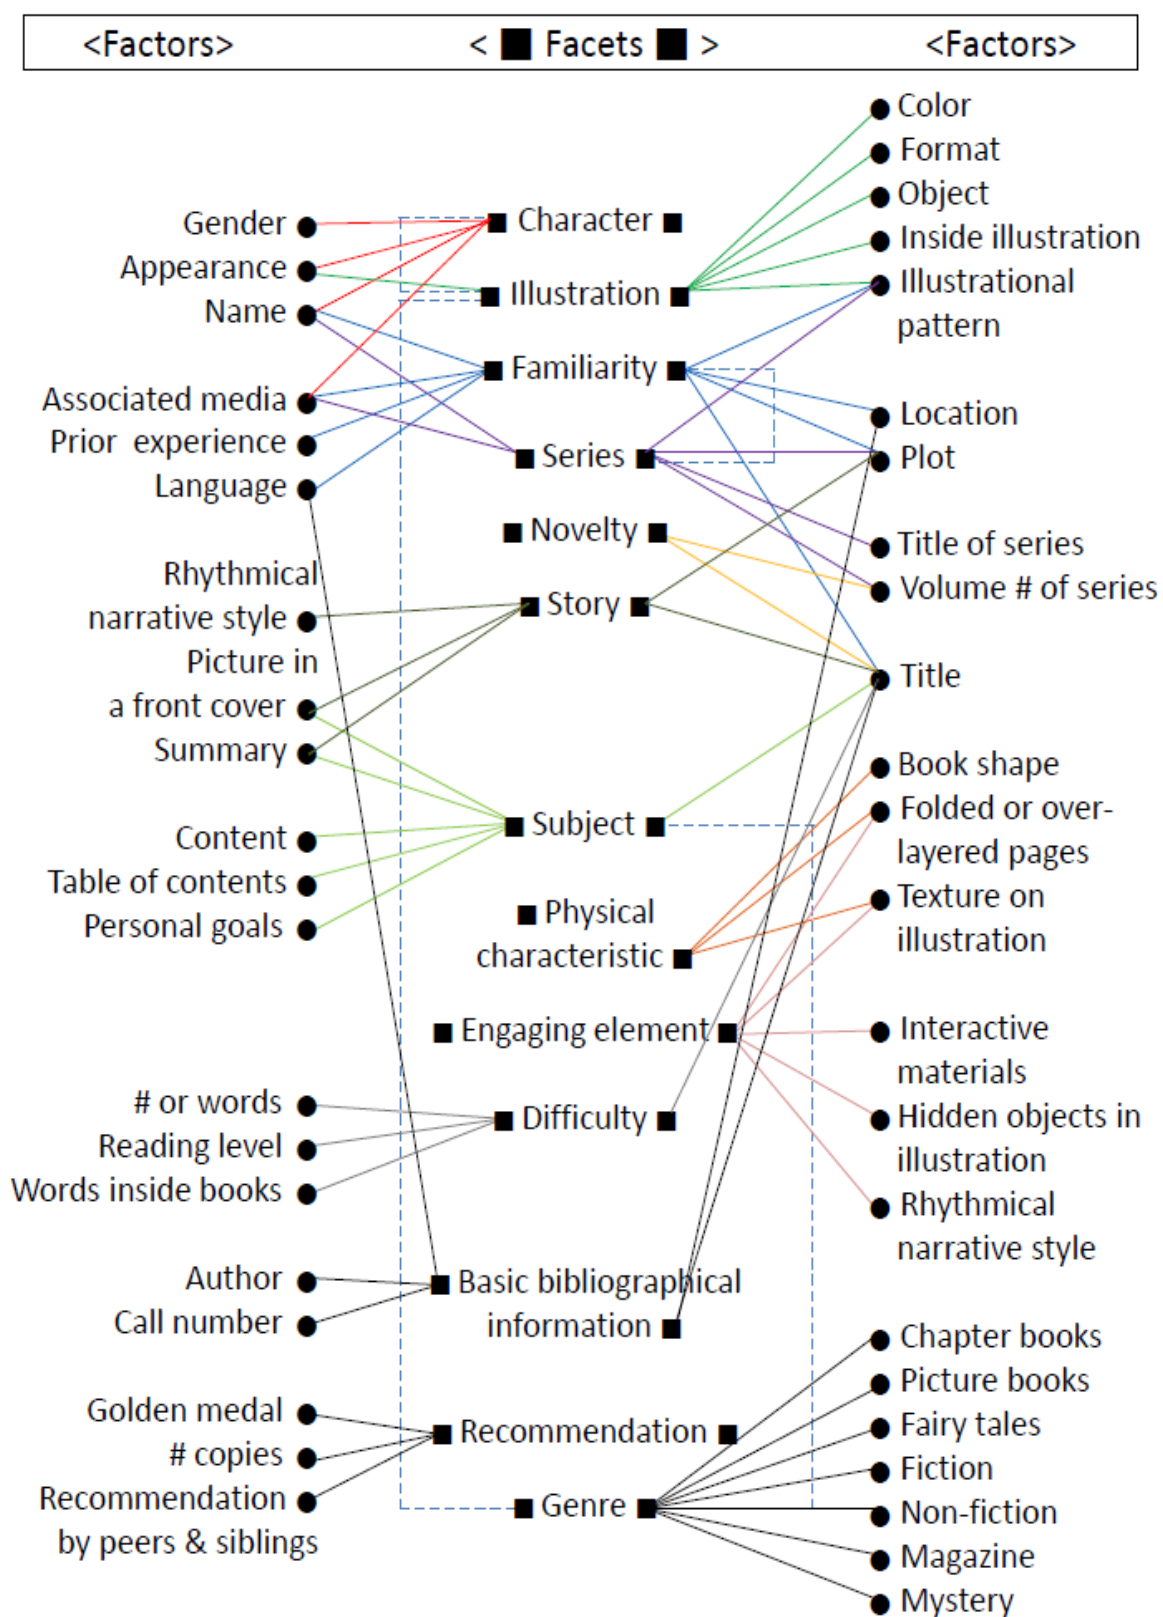 <Factors>
< ■ Facets ■ >
<Factors>
Gender
Appearance
Name
Associated media
Prior experience
Language
Rhythmical
narrative style
Picture in
a front cover
Summary
Content
Table of contents
Personal goals
# or words
Reading level
Words inside books
Author
Call number
Golden medal
# copies
Recommendation
by peers & siblings
Character
Illustration
Familiarity
Series
Novelty
Story
Subject
Physical
characteristic
Engaging element
Difficulty
Basic bibliographical
information
Recommendation
Genre
Color
Format
Object
Inside illustration
Illustrational
pattern
Location
Plot
Title of series
Volume # of series
Title
Book shape
Folded or over-
layered pages
Texture on
illustration
Interactive
materials
Hidden objects in
illustration
Rhythmical
narrative style
Chapter books
Picture books
Fairy tales
Fiction
Non-fiction
Magazine
Mystery